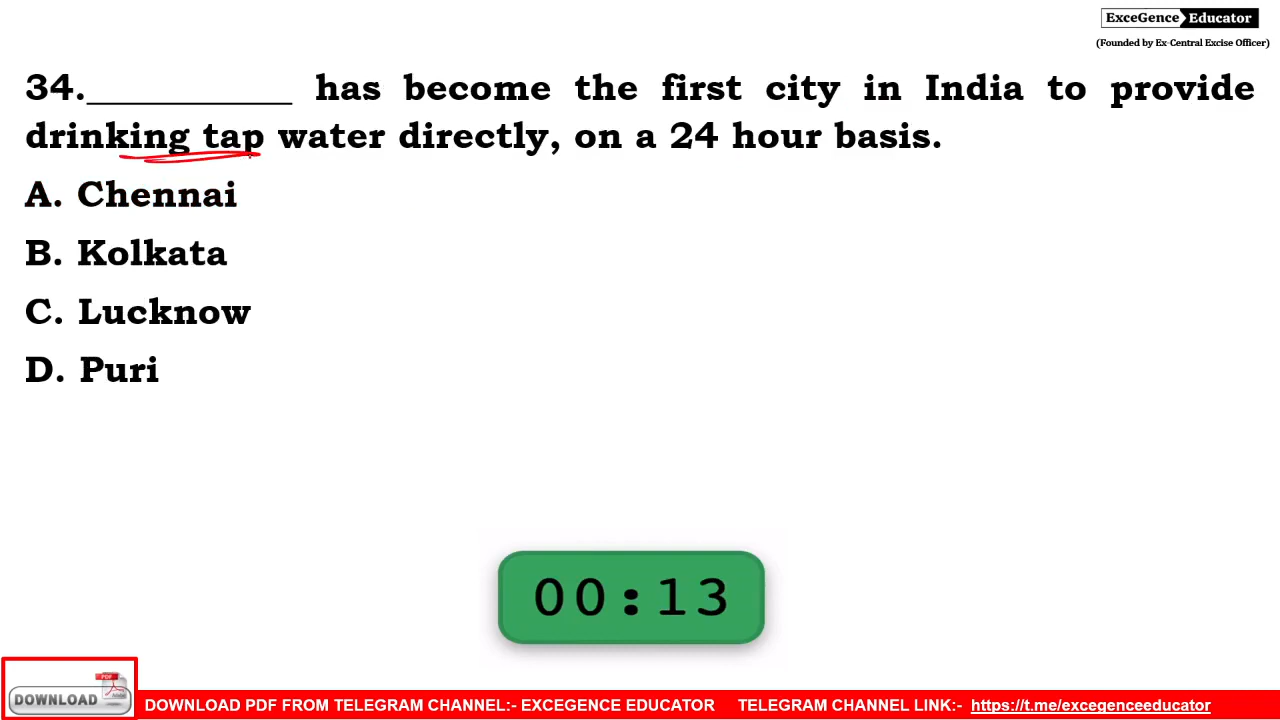 ExceGence Educator
(Founded by Ex-Central Excise Officer)
34.__________ has become the first city in India to provide
drinking tap water directly, on a 24 hour basis.
A. Chennai
B. Kolkata
C. Lucknow
D. Puri
00:13
PDF
DOWNLOAD
DOWNLOAD PDF FROM TELEGRAM CHANNEL:- EXCEGENCE EDUCATOR TELEGRAM CHANNEL LINK:- https://t.me/excegenceeducator